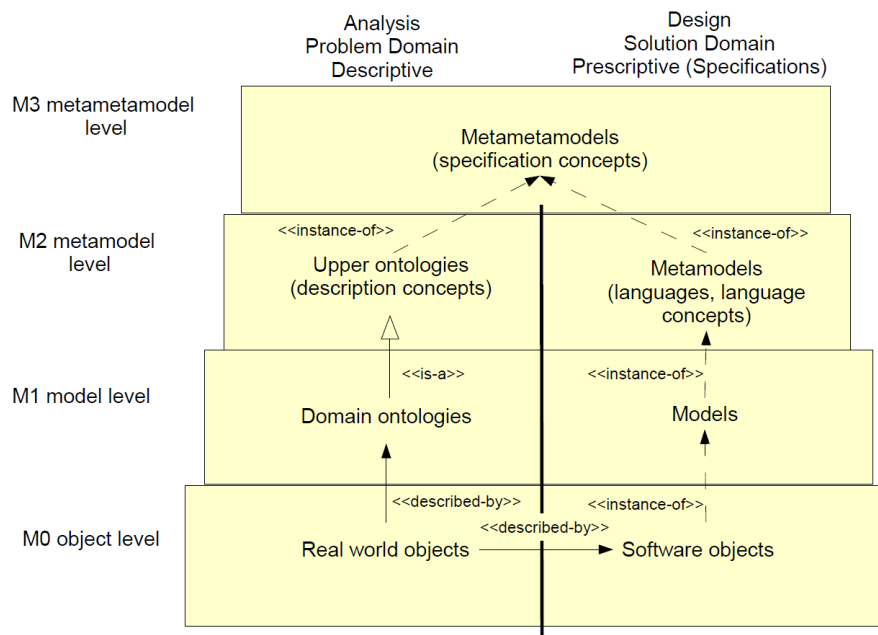 Analysis
Problem Domain
Descriptive
Design
Solution Domain
Prescriptive (Specifications)
M3 metametamodel
level
Metametamodels
(specification concepts)
M2 metamodel
level
<<instance-of>>
<<instance-of>>
Upper ontologies
(description concepts)
Metamodels
(languages, language
concepts)
M1 model level
<<is-a>>
<<instance-of>>
Domain ontologies
Models
M0 object level
<<described-by>>
<<instance-of>>
<<described-by>>
Real world objects
Software objects